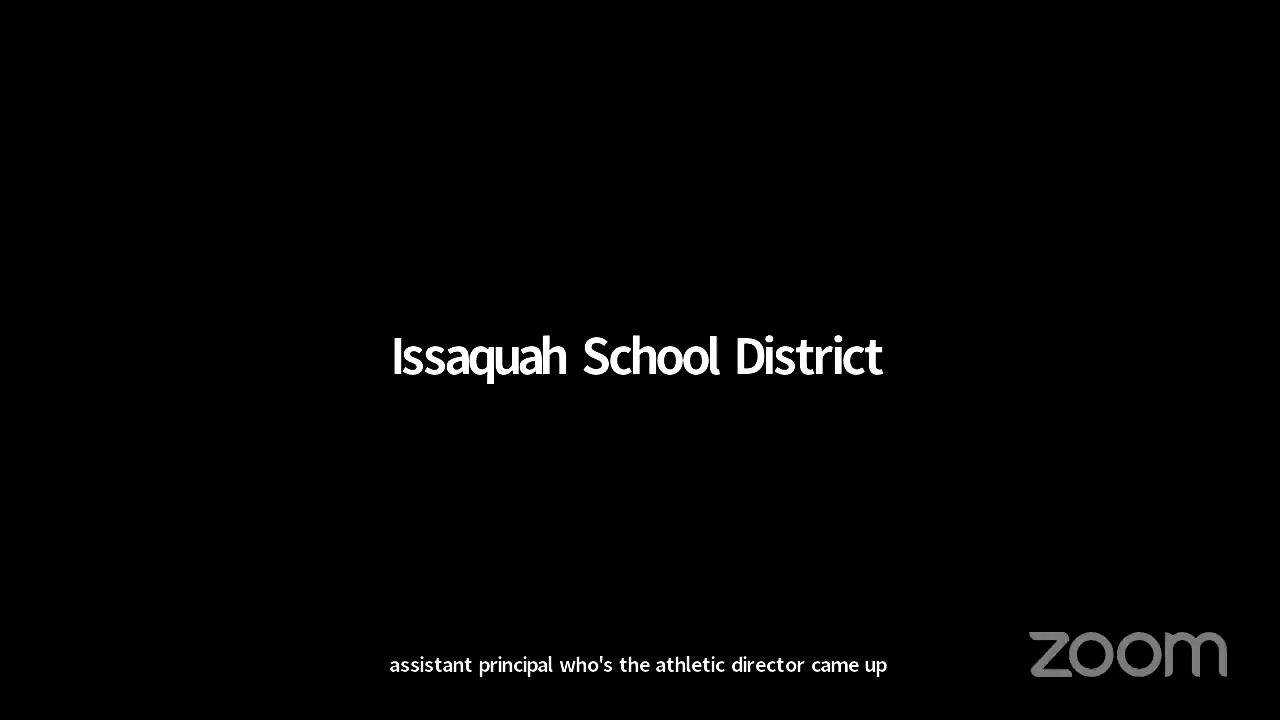 Issaquah School District
assistant principal who's the athletic director came up
zoom